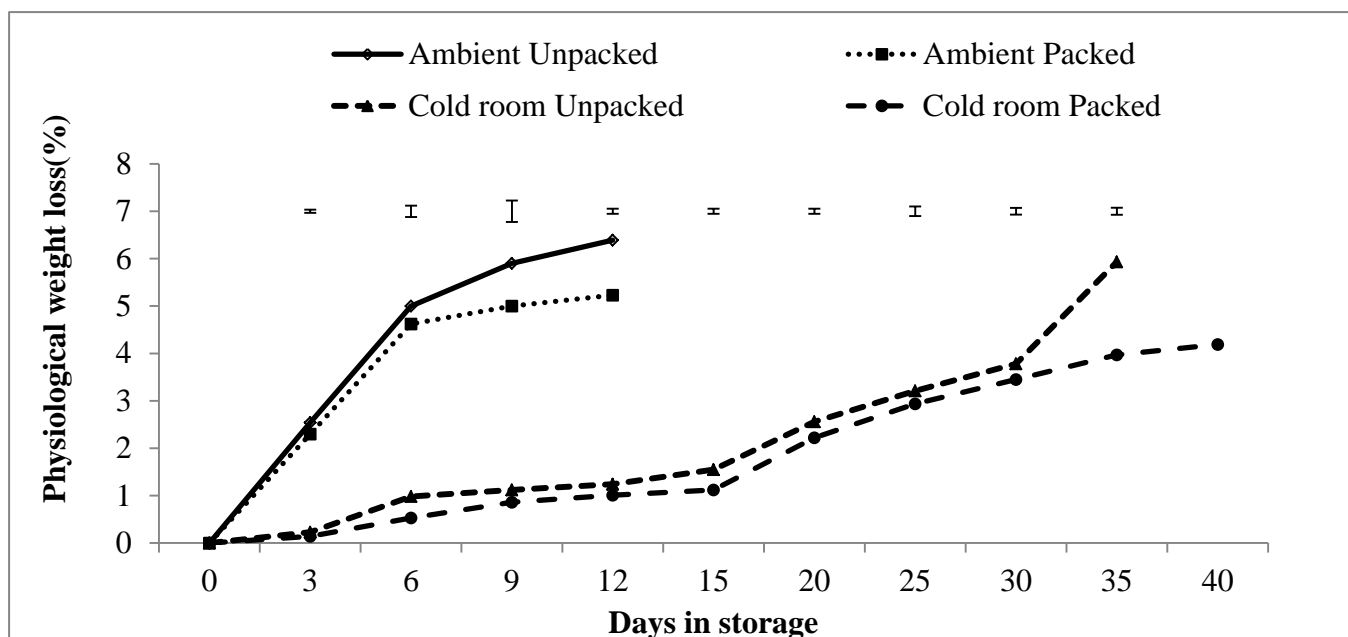 Ambient Unpacked
Ambient Packed
Cold room Unpacked
Cold room Packed
Physiological weight loss(%)
8
7
6
5
4
3
2
1
0
0 3 6 9 12 15 20 25 30 35 40
Days in storage